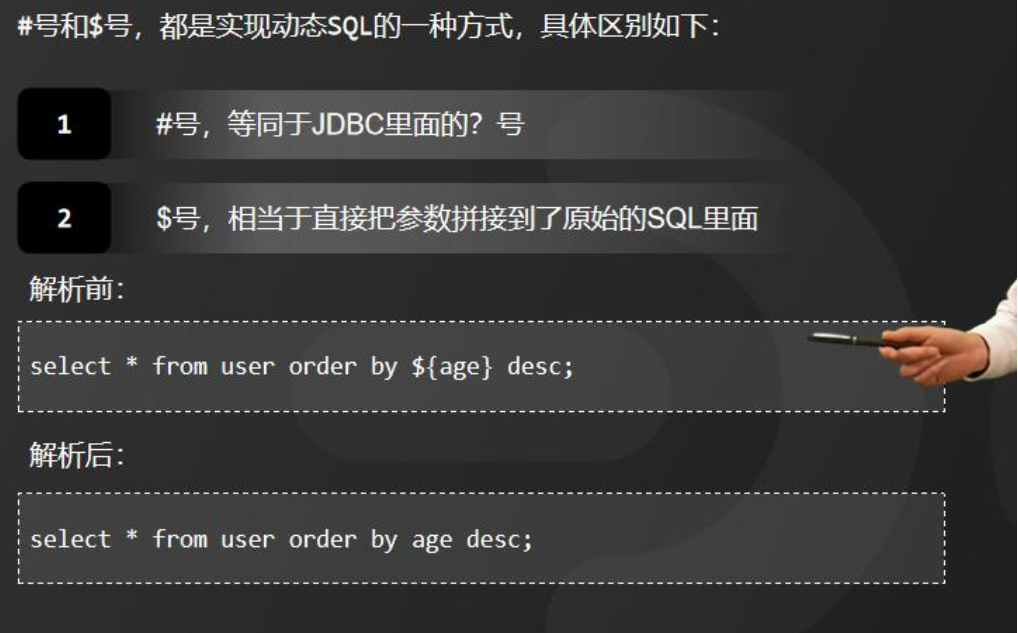 #号和$号，都是实现动态SQL的一种方式，具体区别如下：
1 #号，等同于JDBC里面的？号
2 $号，相当于直接把参数拼接到了原始的SQL里面
解析前：
select * from user order by ${age} desc;
解析后：
select * from user order by age desc;